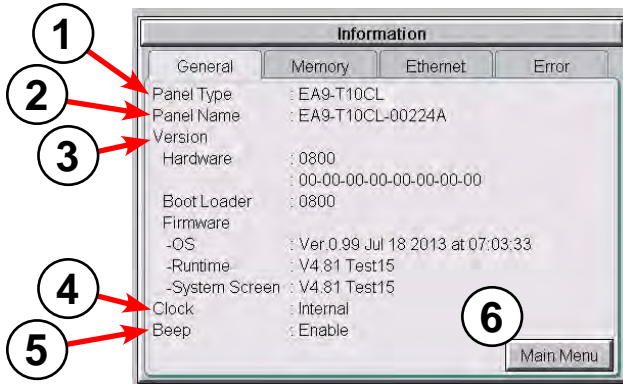 Information
General Memory Ethernet Error
1 Panel Type : EA9-T10CL
2 Panel Name : EA9-T10CL-00224A
3 Version
Hardware : 0800
: 00-00-00-00-00-00-00-00
Boot Loader : 0800
Firmware
-OS : Ver.0.99 Jul 18 2013 at 07:03:33
-Runtime : V4.81 Test15
-System Screen : V4.81 Test15
4 Clock : Internal
5 Beep : Enable
6 Main Menu